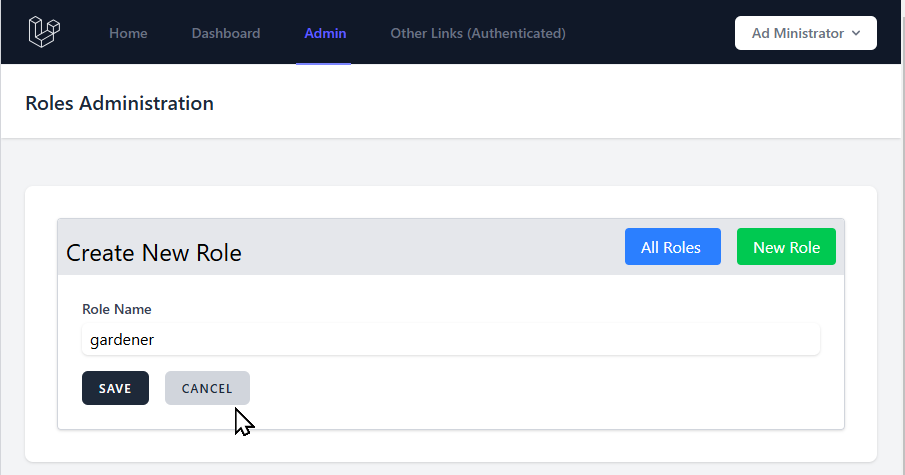 Home Dashboard Admin Other Links (Authenticated) Ad Ministrator
Roles Administration
Create New Role All Roles New Role
Role Name
gardener
SAVE CANCEL